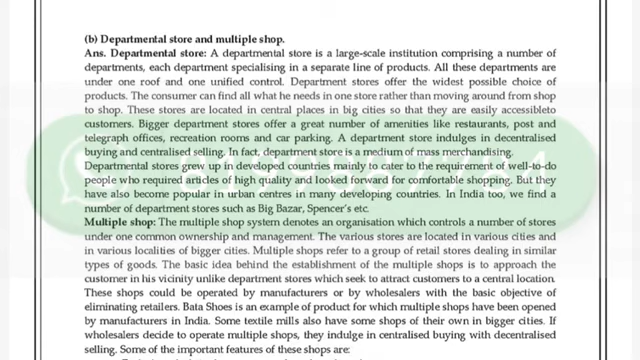 (b) Departmental store and multiple shop.
Ans. Departmental store: A departmental store is a large-scale institution comprising a number of
departments, each department specialising in a separate line of products. All these departments are
under one roof and one unified control. Department stores offer the widest possible choice of
products. The consumer can find all what he needs in one store rather than moving around from shop
to shop. These stores are located in central places in big cities so that they are easily accessibleto
customers. Bigger department stores offer a great number of amenities like restaurants, post and
telegraph offices, recreation rooms and car parking. A department store indulges in decentralised
buying and centralised selling. In fact, department store is a medium of mass merchandising.
Departmental stores grew up in developed countries mainly to cater to the requirement of well-to-do
people who required articles of high quality and looked forward for comfortable shopping. But they
have also become popular in urban centres in many developing countries. In India too, we find a
number of department stores such as Big Bazar, Spencer's etc.
Multiple shop: The multiple shop system denotes an organisation which controls a number of stores
under one common ownership and management. The various stores are located in various cities and
in various localities of bigger cities. Multiple shops refer to a group of retail stores dealing in similar
types of goods. The basic idea behind the establishment of the multiple shops is to approach the
customer in his vicinity unlike department stores which seek to attract customers to a central location.
These shops could be operated by manufacturers or by wholesalers with the basic objective of
eliminating retailers. Bata Shoes is an example of product for which multiple shops have been opened
by manufacturers in India. Some textile mills also have some shops of their own in bigger cities. If
wholesalers decide to operate multiple shops, they indulge in centralised buying with decentralised
selling. Some of the important features of these shops are: